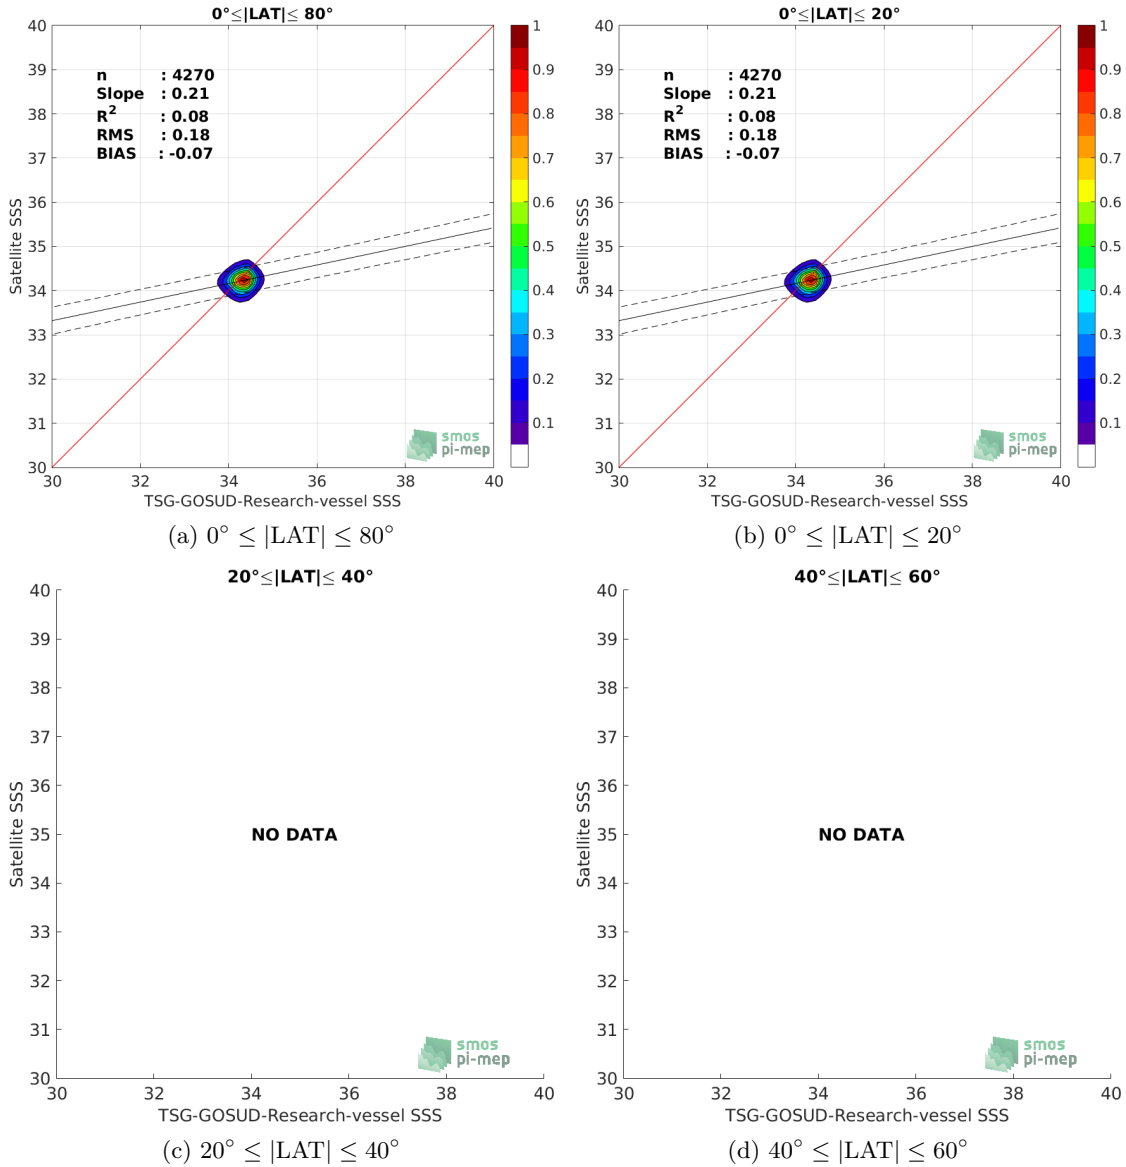 0°≤|LAT|≤ 80°
40
39
38
37
36
35
34
33
32
31
30
Satellite SSS
n : 4270
Slope : 0.21
R² : 0.08
RMS : 0.18
BIAS : -0.07
smos
pi-mep
30 32 34 36 38 40
TSG-GOSUD-Research-vessel SSS
1
0.9
0.8
0.7
0.6
0.5
0.4
0.3
0.2
0.1
(a) 0° ≤ |LAT| ≤ 80°
0°≤|LAT|≤ 20°
40
39
38
37
36
35
34
33
32
31
30
Satellite SSS
n : 4270
Slope : 0.21
R² : 0.08
RMS : 0.18
BIAS : -0.07
smos
pi-mep
30 32 34 36 38 40
TSG-GOSUD-Research-vessel SSS
1
0.9
0.8
0.7
0.6
0.5
0.4
0.3
0.2
0.1
(b) 0° ≤ |LAT| ≤ 20°
20°≤|LAT|≤ 40°
40
39
38
37
36
35
34
33
32
31
30
Satellite SSS
NO DATA
smos
pi-mep
30 32 34 36 38 40
TSG-GOSUD-Research-vessel SSS
(c) 20° ≤ |LAT| ≤ 40°
40°≤|LAT|≤ 60°
40
39
38
37
36
35
34
33
32
31
30
Satellite SSS
NO DATA
smos
pi-mep
30 32 34 36 38 40
TSG-GOSUD-Research-vessel SSS
(d) 40° ≤ |LAT| ≤ 60°